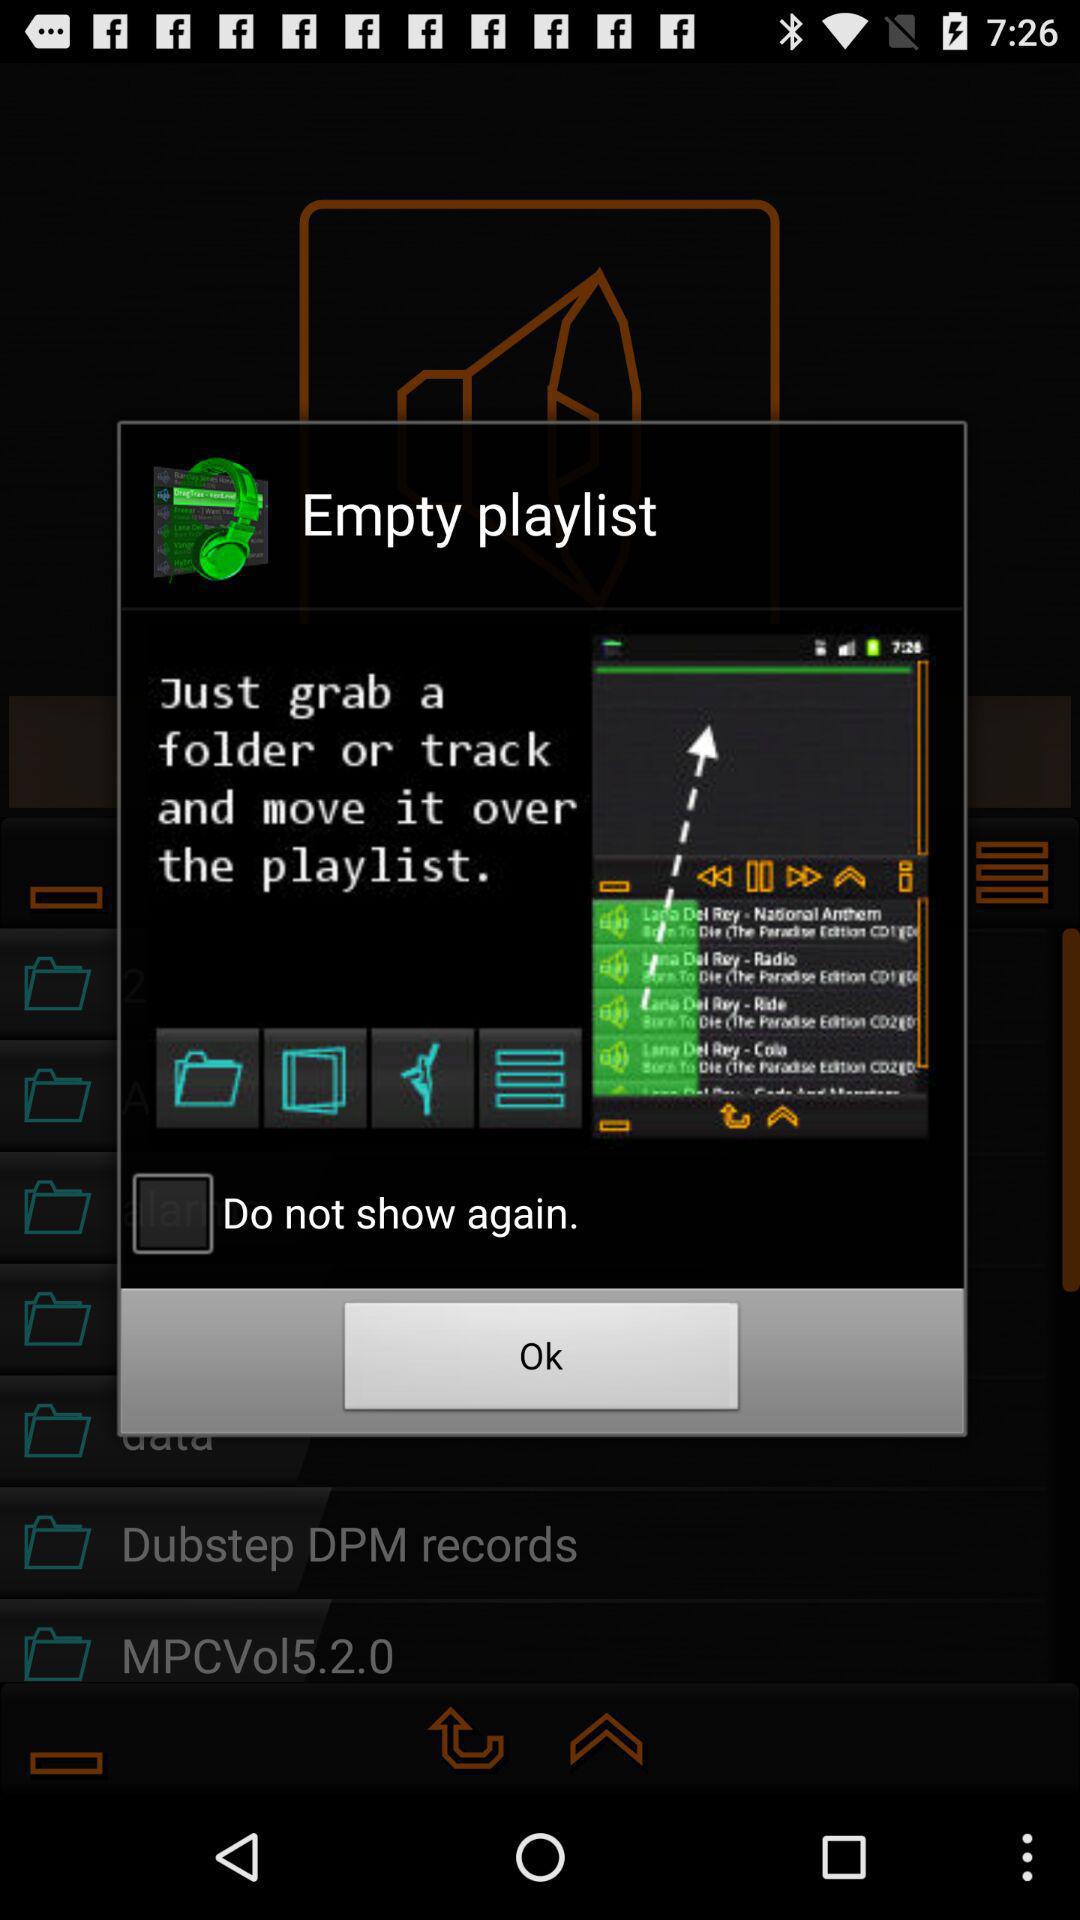 7:26
Empty playlist
Just grab a
folder or track
and move it over
the playlist.
7:26
Lana Del Rey - National Anthem
Born To Die (The Paradise Edition CD1)
Lana Del Rey - Radio
Born To Die (The Paradise Edition CD1)
Lana Del Rey - Ride
Born To Die (The Paradise Edition CD2)
Lana Del Rey - Cola
Born To Die (The Paradise Edition CD2)
2
A
Do not show again.
Ok
data
Dubstep DPM records
MPCVol5.2.0